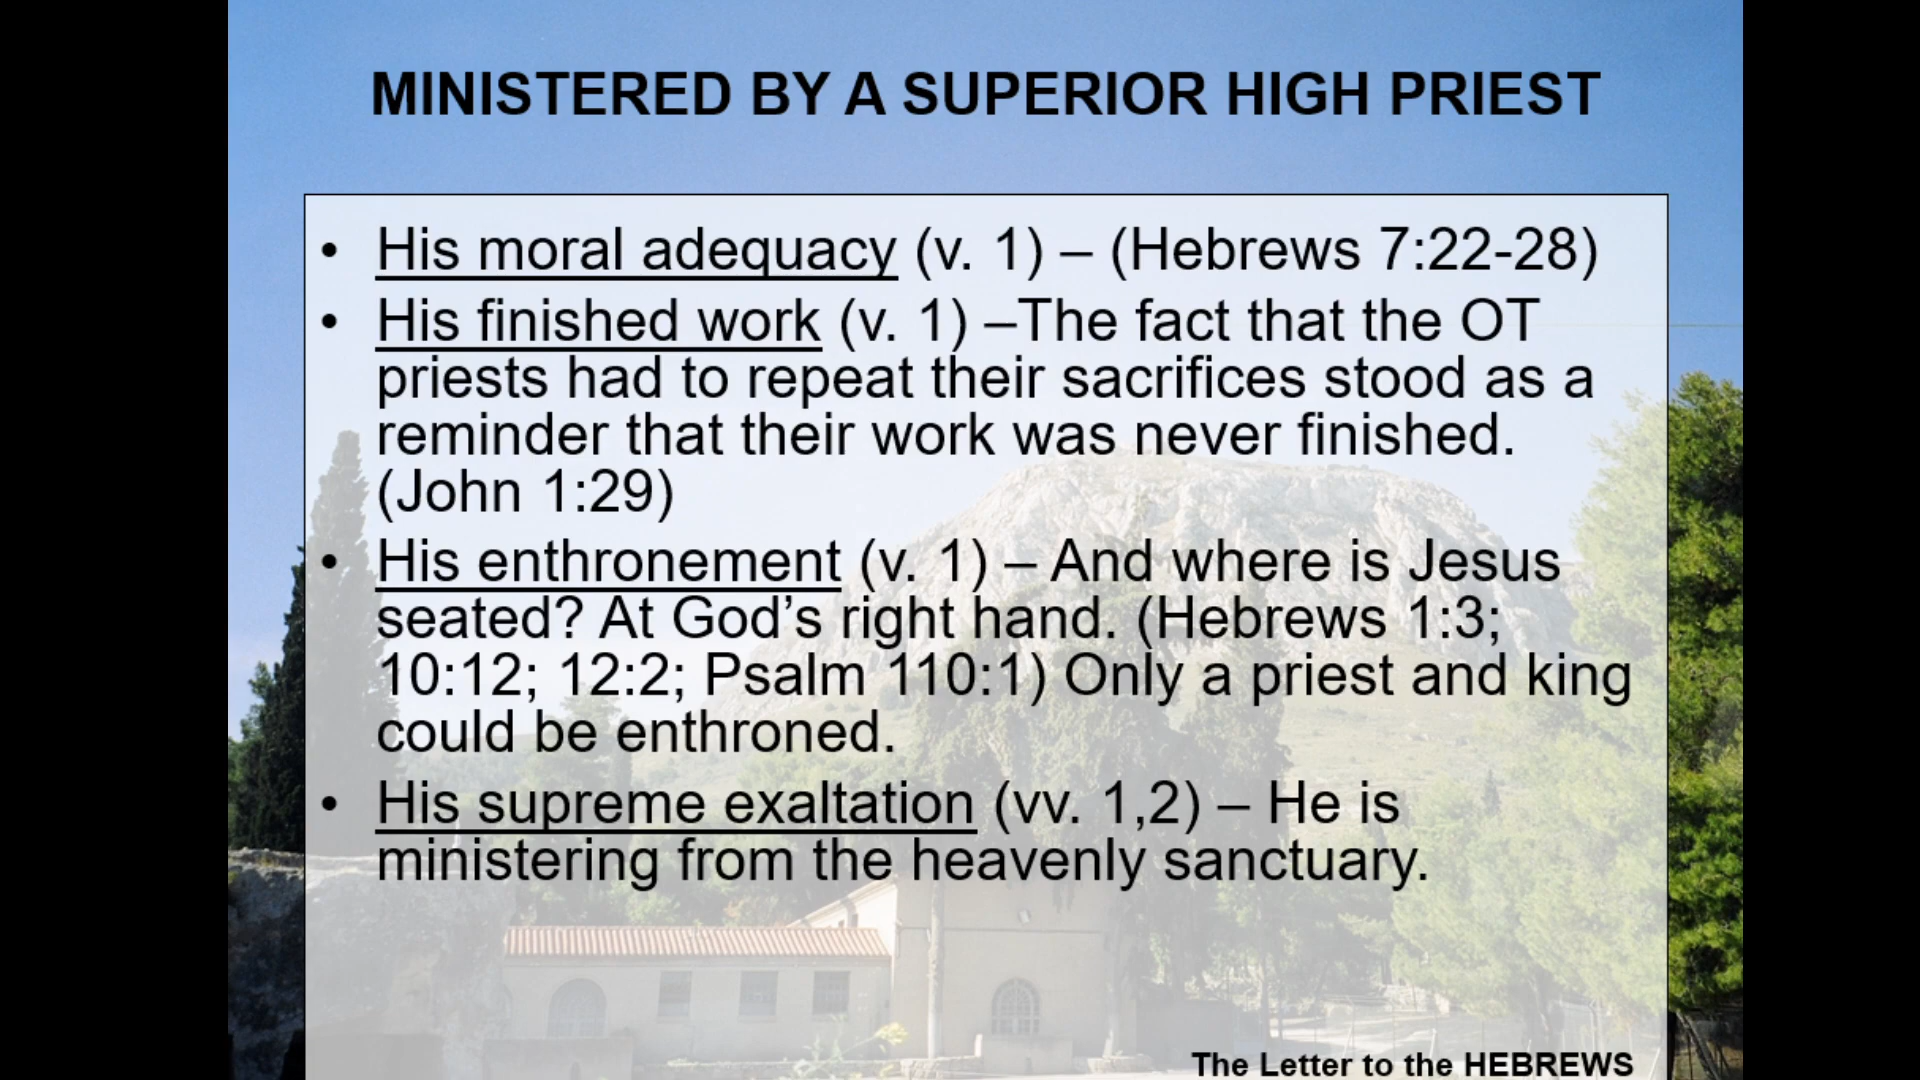 MINISTERED BY A SUPERIOR HIGH PRIEST
• His moral adequacy (v. 1) – (Hebrews 7:22-28)
• His finished work (v. 1) –The fact that the OT
priests had to repeat their sacrifices stood as a
reminder that their work was never finished.
(John 1:29)
• His enthronement (v. 1) – And where is Jesus
seated? At God’s right hand. (Hebrews 1:3;
10:12; 12:2; Psalm 110:1) Only a priest and king
could be enthroned.
• His supreme exaltation (vv. 1,2) – He is
ministering from the heavenly sanctuary.
The Letter to the HEBREWS